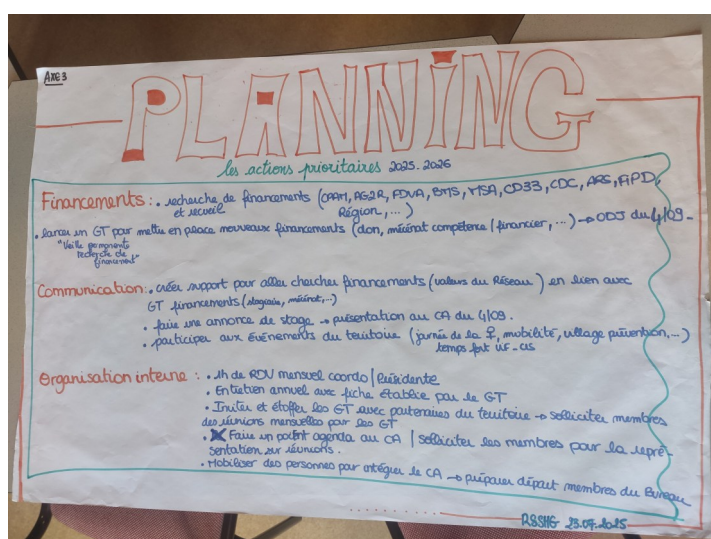 AXE 3
PLANNING
les actions prioritaires 2025-2026
Financements : • recherche de financements (CPAM, AG2R, FDVA, BMS, MSA, CD33, CDC, ARS, FIPD,
et recueil Région, ...)
• lancer un GT pour mettre en place nouveaux financements (don, mécénat compétence / financier, ...) → ODJ du 4/09 -
"Veille permanente
recherche de
financement"
Communication : • créer support pour aller chercher financements (valeurs du Réseau) en lien avec
GT financements (stagiaire, mécénat, ...)
• faire une annonce de stage → présentation au CA du 4/09.
• participer aux événements du territoire (journée de la ♀, mobilité, village prévention, ...)
temps fort
Organisation interne : • 1h de RDV mensuel coordo / Présidente
• Entretien annuel avec fiche établie par le GT
• Inviter et étoffer les GT avec partenaires du territoire → solliciter membres
des réunions mensuelles pour les GT
• Faire un point agenda au CA / solliciter les membres pour la repré-
sentation sur réunions.
• Mobiliser des personnes pour intégrer le CA → préparer départ membres du Bureau
RSSHG 23.07.2025